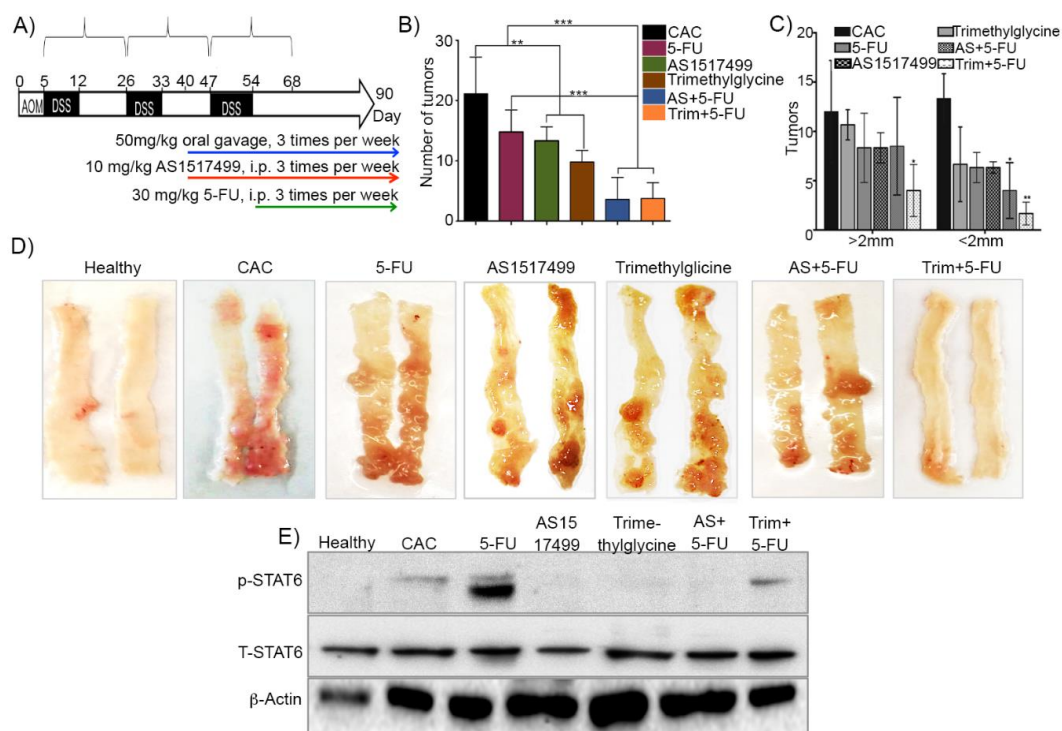 A)
0 5 12 26 33 40 47 54 68
AOM DSS DSS DSS
90
Day
50mg/kg oral gavage, 3 times per week
10 mg/kg AS1517499, i.p. 3 times per week
30 mg/kg 5-FU, i.p. 3 times per week
B)
Number of tumors
30
20
10
0
***
**
***
CAC
5-FU
AS1517499
Trimethylglycine
AS+5-FU
Trim+5-FU
C)
CAC
5-FU
AS1517499
Trimethylglycine
AS+5-FU
Trim+5-FU
Tumors
20
15
10
5
0
*
*
**
>2mm <2mm
D)
Healthy CAC 5-FU AS1517499 Trimethylglicine AS+5-FU Trim+5-FU
E)
Healthy CAC 5-FU AS15
17499 Trime-
thylglycine AS+
5-FU Trim+
5-FU
p-STAT6
T-STAT6
β-Actin